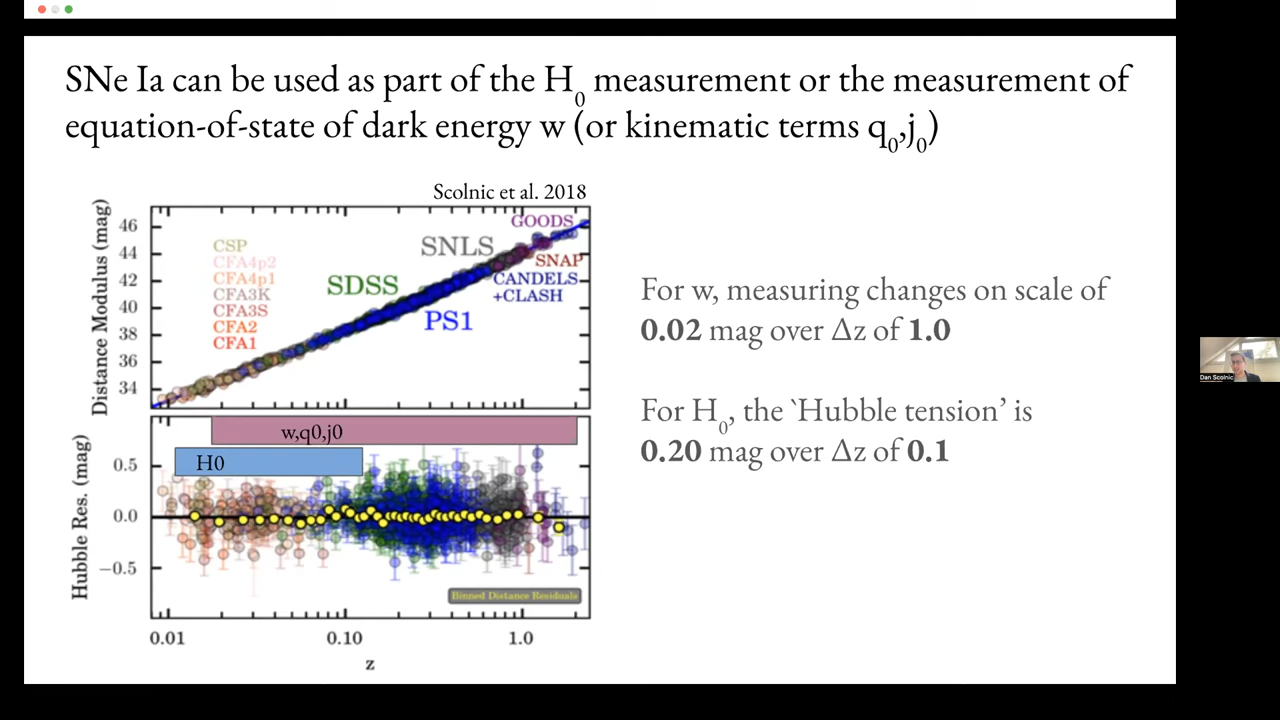 SNe Ia can be used as part of the H0 measurement or the measurement of
equation-of-state of dark energy w (or kinematic terms q0,j0)
Scolnic et al. 2018
Distance Modulus (mag)
46
44
42
40
38
36
34
CSP
CFA4p2
CFA4p1
CFA3K
CFA3S
CFA2
CFA1
SDSS
SNLS
PS1
GOODS
SNAP
CANDELS
+CLASH
w,q0,j0
H0
Hubble Res. (mag)
0.5
0.0
−0.5
Binned Distance Residuals
0.01
0.10
1.0
z
For w, measuring changes on scale of
0.02 mag over Δz of 1.0
For H0, the `Hubble tension’ is
0.20 mag over Δz of 0.1
Dan Scolnic